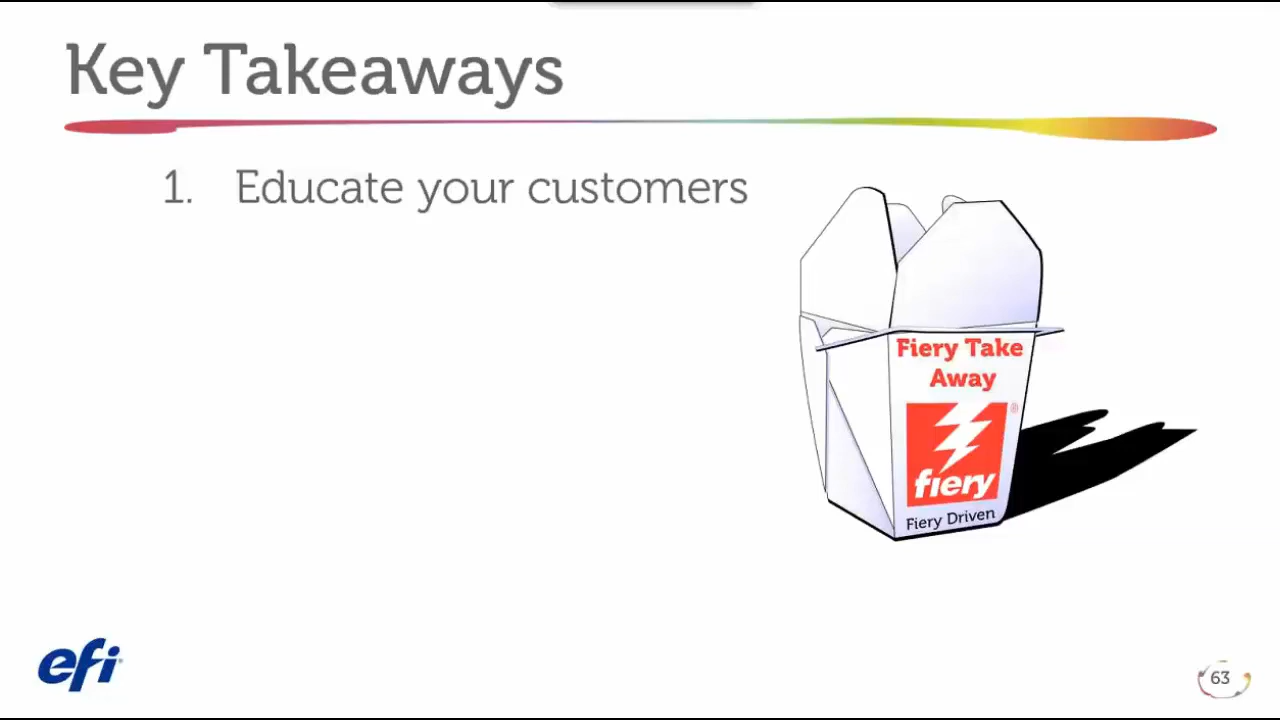 Key Takeaways
1. Educate your customers
Fiery Take
Away
fiery®
Fiery Driven
efi
63